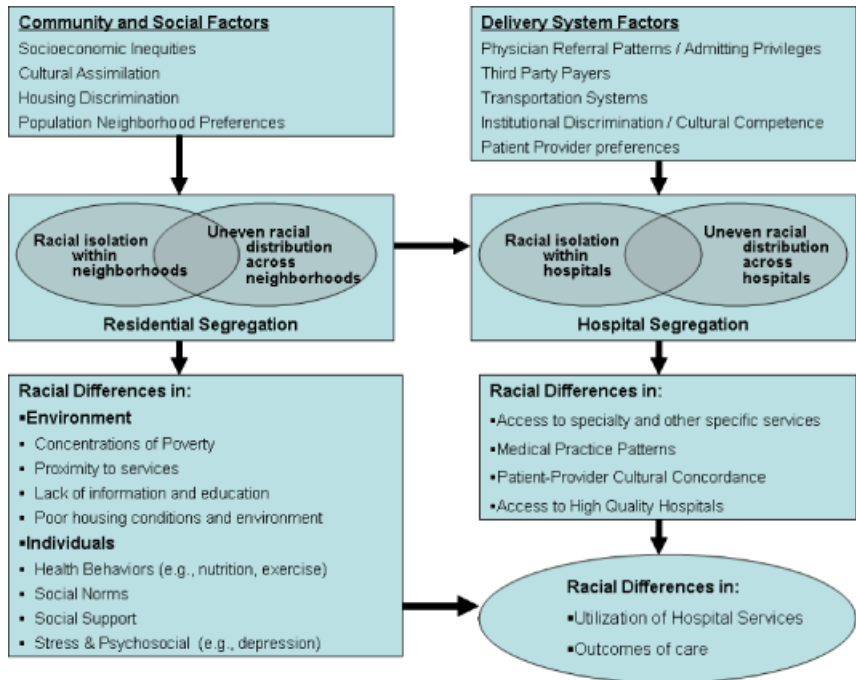 Community and Social Factors
Socioeconomic Inequities
Cultural Assimilation
Housing Discrimination
Population Neighborhood Preferences
Delivery System Factors
Physician Referral Patterns / Admitting Privileges
Third Party Payers
Transportation Systems
Institutional Discrimination / Cultural Competence
Patient Provider preferences
Racial isolation
within
neighborhoods
Uneven racial
distribution
across
neighborhoods
Residential Segregation
Racial isolation
within
hospitals
Uneven racial
distribution
across
hospitals
Hospital Segregation
Racial Differences in:
▪Environment
▪ Concentrations of Poverty
▪ Proximity to services
▪ Lack of information and education
▪ Poor housing conditions and environment
▪Individuals
▪ Health Behaviors (e.g., nutrition, exercise)
▪ Social Norms
▪ Social Support
▪ Stress & Psychosocial (e.g., depression)
Racial Differences in:
▪Access to specialty and other specific services
▪Medical Practice Patterns
▪Patient-Provider Cultural Concordance
▪Access to High Quality Hospitals
Racial Differences in:
▪Utilization of Hospital Services
▪Outcomes of care